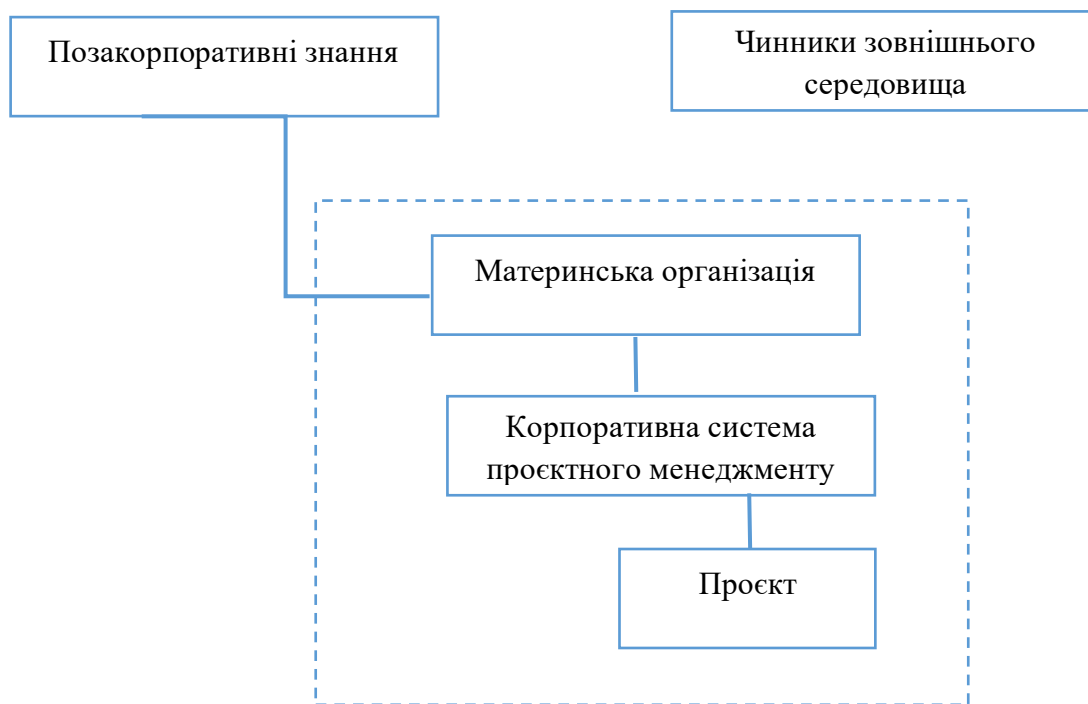 Позакорпоративні знання
Чинники зовнішнього
середовища
Материнська організація
Корпоративна система
проєктного менеджменту
Проєкт